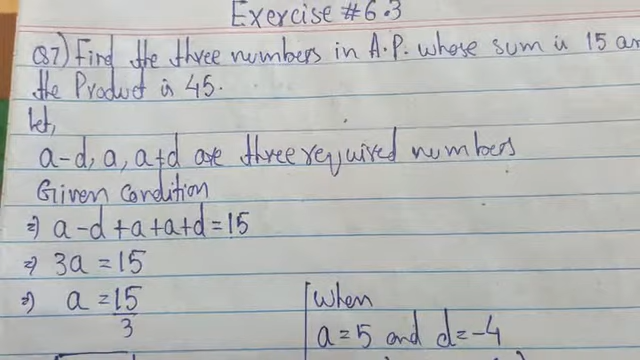 Exercise #6.3
Q7) Find the three numbers in A.P. whose sum is 15 an
the Product is 45.
Let,
a-d, a, a+d are three required numbers
Given Condition
⇒ a-d+a+a+d=15
⇒ 3a = 15
⇒ a = 15/3
When
a=5 and d=-4